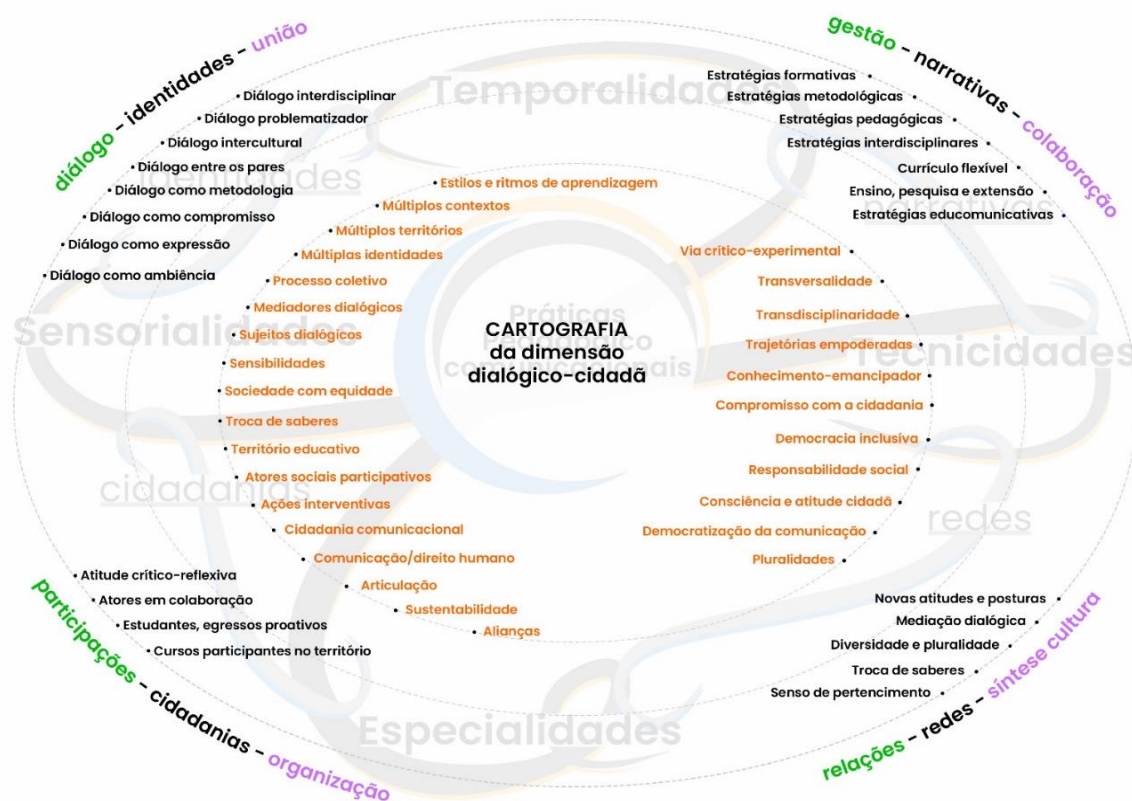 diálogo - identidades - união
• Diálogo interdisciplinar
• Diálogo problematizador
• Diálogo intercultural
• Diálogo entre os pares
• Diálogo como metodologia
• Diálogo como compromisso
• Diálogo como expressão
• Diálogo como ambiência
gestão - narrativas - colaboração
Estratégias formativas •
Estratégias metodológicas •
Estratégias pedagógicas •
Estratégias interdisciplinares •
Currículo flexível •
Ensino, pesquisa e extensão •
Estratégias educomunicativas •
Temporalidades
identidades
narrativas
Sensorialidades
Tecnicidades
cidadanias
redes
Especialidades
Práticas
Pedagógico
comunicacionais
CARTOGRAFIA
da dimensão
dialógico-cidadã
• Estilos e ritmos de aprendizagem
• Múltiplos contextos
• Múltiplos territórios
• Múltiplas identidades
• Processo coletivo
• Mediadores dialógicos
• Sujeitos dialógicos
• Sensibilidades
• Sociedade com equidade
• Troca de saberes
• Território educativo
• Atores sociais participativos
• Ações interventivas
• Cidadania comunicacional
• Comunicação/direito humano
• Articulação
• Sustentabilidade
• Alianças
Via crítico-experimental •
Transversalidade •
Transdisciplinaridade •
Trajetórias empoderadas •
Conhecimento-emancipador •
Compromisso com a cidadania •
Democracia inclusíva •
Responsabilidade social •
Consciência e atitude cidadã •
Democratização da comunicação •
Pluralidades •
• Atitude crítico-reflexiva
• Atores em colaboração
• Estudantes, egressos proativos
• Cursos participantes no território
participações - cidadanias - organização
Novas atitudes e posturas •
Mediação dialógica •
Diversidade e pluralidade •
Troca de saberes •
Senso de pertencimento •
relações - redes - síntese cultura